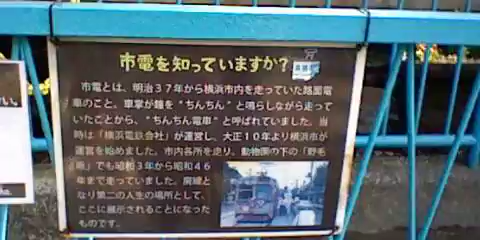 市電を知っていますか？
市電とは、明治３７年から横浜市内を走っていた路面電
車のこと。車掌が鐘を“ちんちん”と鳴らしながら走って
いたことから、“ちんちん電車”と呼ばれていました。当
時は「横浜電鉄会社」が運営し、大正１０年より横浜市が
運営を始めました。市内各所を走り、動物園の下の「野毛
でも昭和３年から昭和４６
年まで走っていました。廃線と
なり第二の人生の場所として、
ここに展示されることになった
ものです。
い。